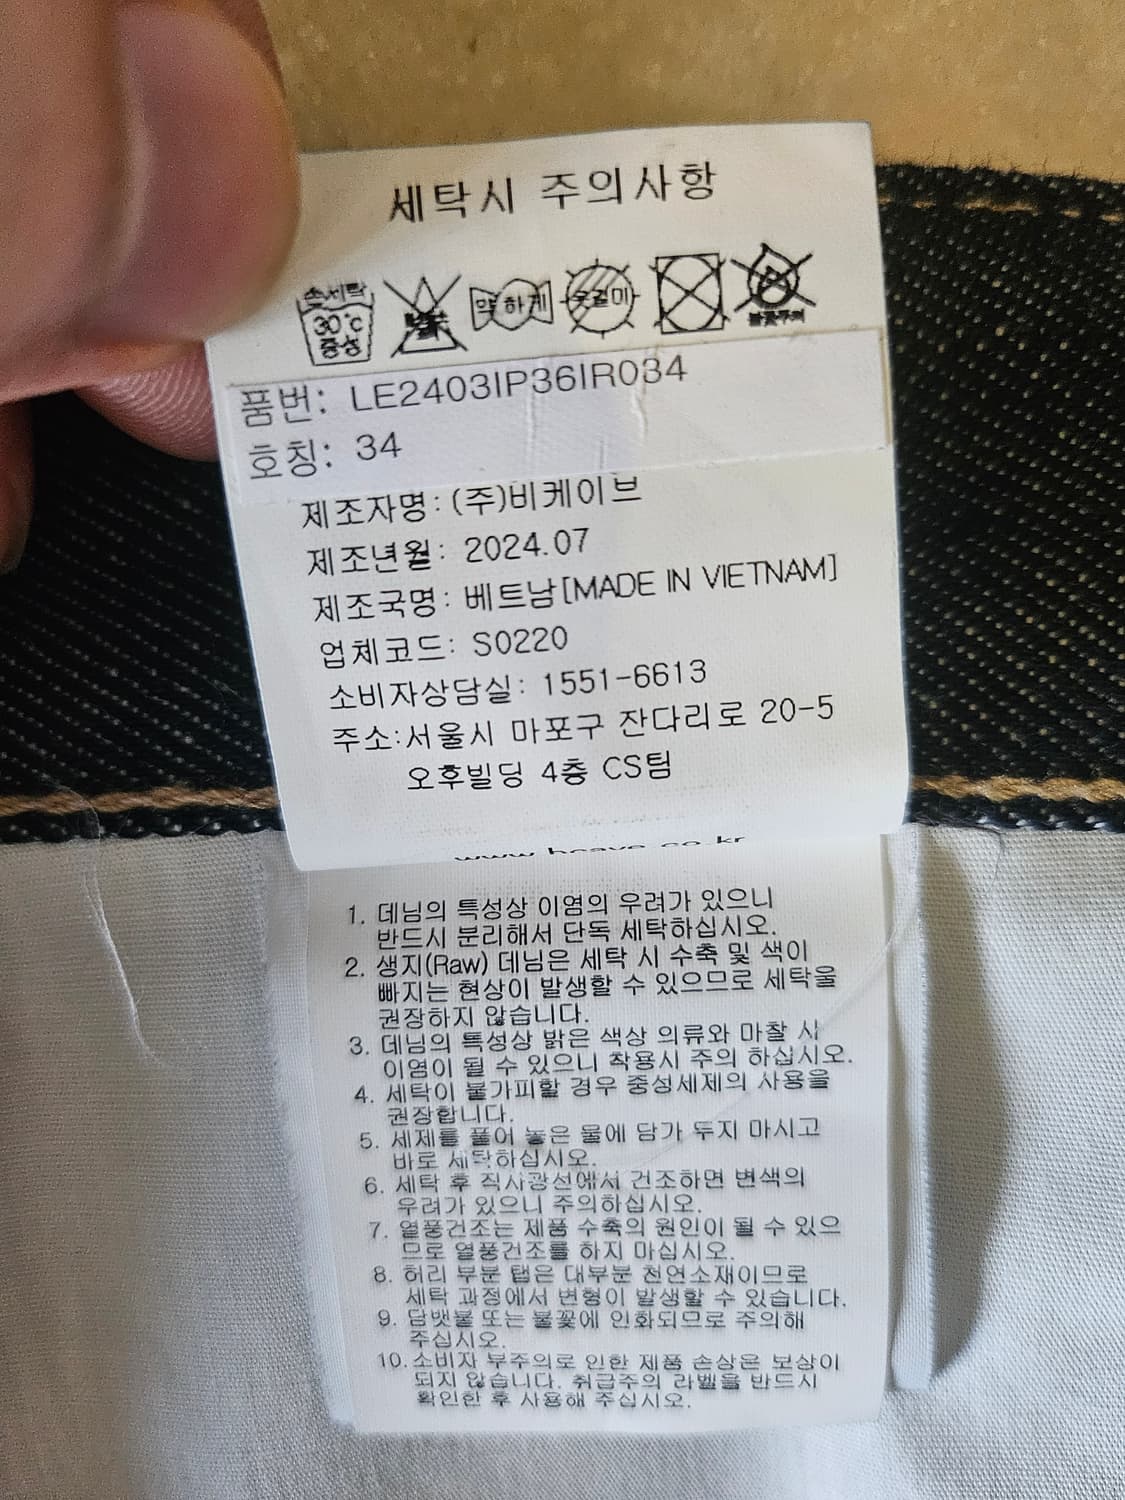 세탁시 주의사항
손세탁
30℃
중성
약하게
옷걸이
불꽃주의
품번: LE2403IP36IR034
호칭: 34
제조자명: (주)비케이브
제조년월: 2024.07
제조국명: 베트남[MADE IN VIETNAM]
업체코드: S0220
소비자상담실: 1551-6613
주소:서울시 마포구 잔다리로 20-5
오후빌딩 4층 CS팀
1. 데님의 특성상 이염의 우려가 있으니
반드시 분리해서 단독 세탁하십시오.
2. 생지(Raw) 데님은 세탁 시 수축 및 색이
빠지는 현상이 발생할 수 있으므로 세탁을
권장하지 않습니다.
3. 데님의 특성상 밝은 색상 의류와 마찰 시
이염이 될 수 있으니 착용시 주의 하십시오.
4. 세탁이 불가피할 경우 중성세제의 사용을
권장합니다.
5. 세제를 풀어 놓은 물에 담가 두지 마시고
바로 세탁하십시오.
6. 세탁 후 직사광선에서 건조하면 변색의
우려가 있으니 주의하십시오.
7. 열풍건조는 제품 수축의 원인이 될 수 있으
므로 열풍건조를 하지 마십시오.
8. 허리 부분 탭은 대부분 천연소재이므로
세탁 과정에서 변형이 발생할 수 있습니다.
9. 담뱃불 또는 불꽃에 인화되므로 주의해
주십시오.
10. 소비자 부주의로 인한 제품 손상은 보상이
되지 않습니다. 취급주의 라벨을 반드시
확인한 후 사용해 주십시오.